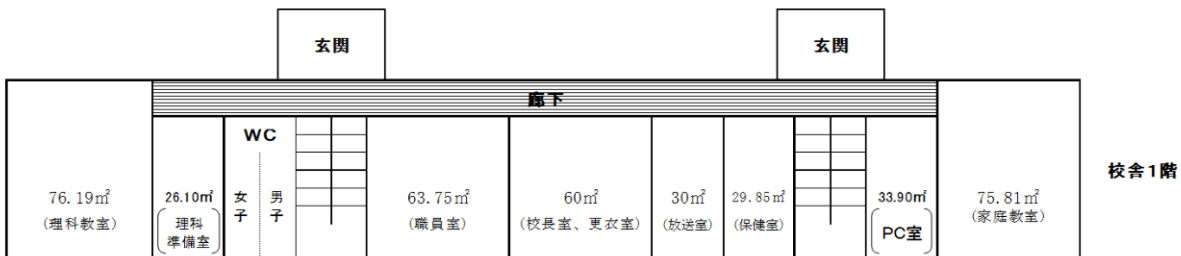 玄関
玄関
廊下
WC
女子
男子
76.19㎡
(理科教室)
26.10㎡
理科
準備室
63.75㎡
(職員室)
60㎡
(校長室、更衣室)
30㎡
(放送室)
29.85㎡
(保健室)
33.90㎡
PC室
75.81㎡
(家庭教室)
校舎1階